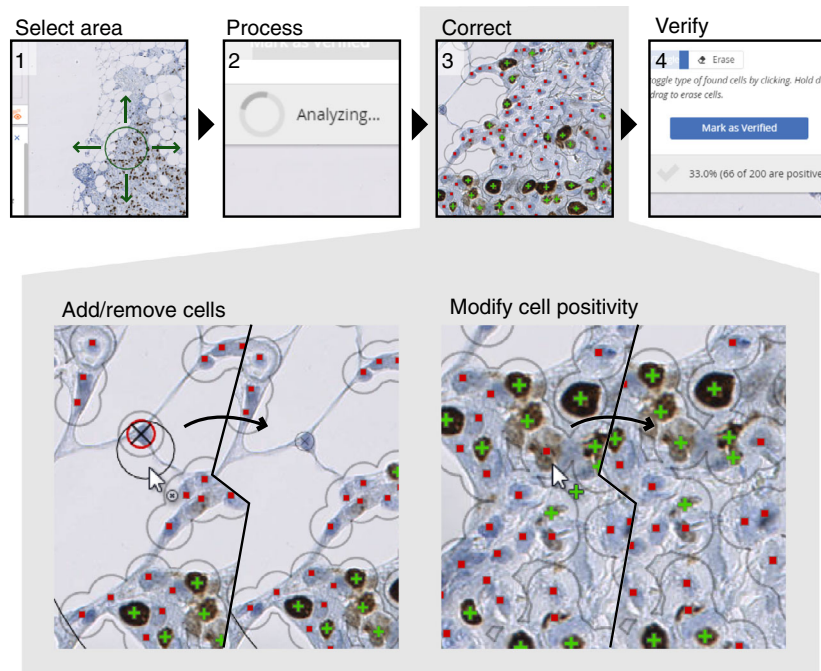 Select area
Process
Correct
Verify
1
2
3
4
Mark as Verified
Analyzing...
Erase
oggle type of found cells by clicking. Hold d
drag to erase cells.
Mark as Verified
33.0% (66 of 200 are positive
Add/remove cells
Modify cell positivity